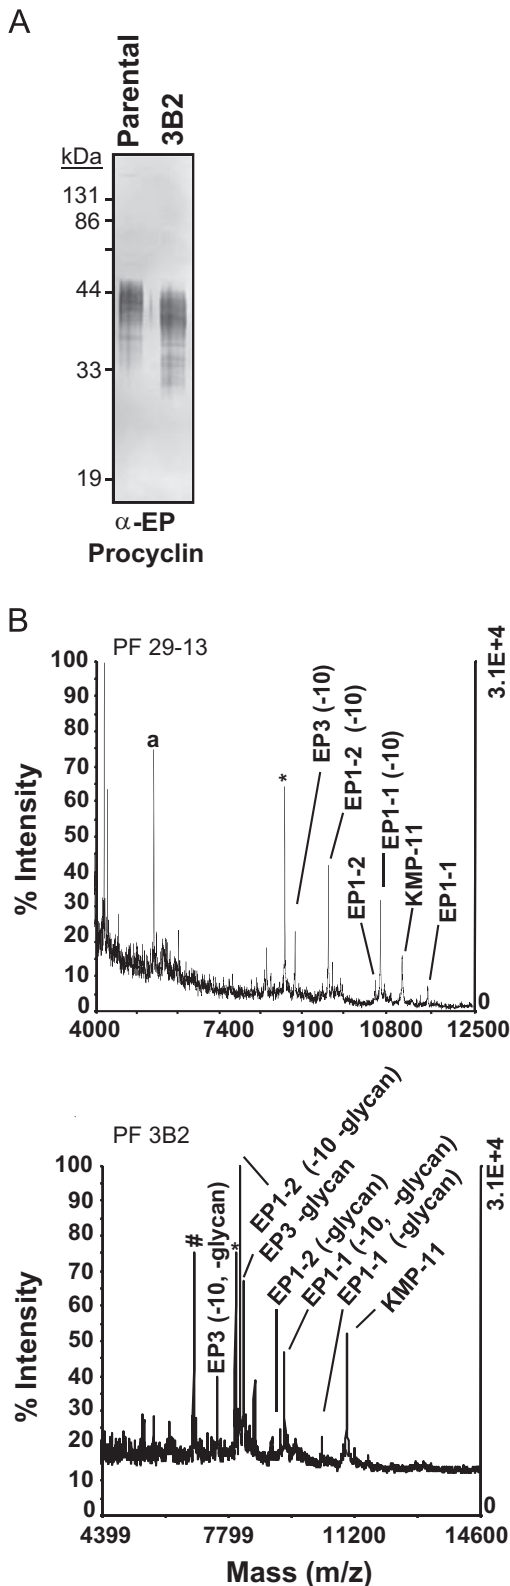 A
Parental
3B2
kDa
131
86
44
33
19
α-EP
Procyclin
B
PF 29-13
3.1E+4
100
90
80
70
60
50
40
30
20
10
0
% Intensity
a
*
EP3 (-10)
EP1-2 (-10)
EP1-2
EP1-1 (-10)
KMP-11
EP1-1
0
4000 7400 9100 10800 12500
PF 3B2
3.1E+4
100
90
80
70
60
50
40
30
20
10
0
% Intensity
#
EP3 (-10, -glycan)
*
EP1-2 (-10 -glycan)
EP3 -glycan
EP1-2 (-glycan)
EP1-1 (-10, -glycan)
EP1-1 (-glycan)
KMP-11
0
4399 7799 11200 14600
Mass (m/z)